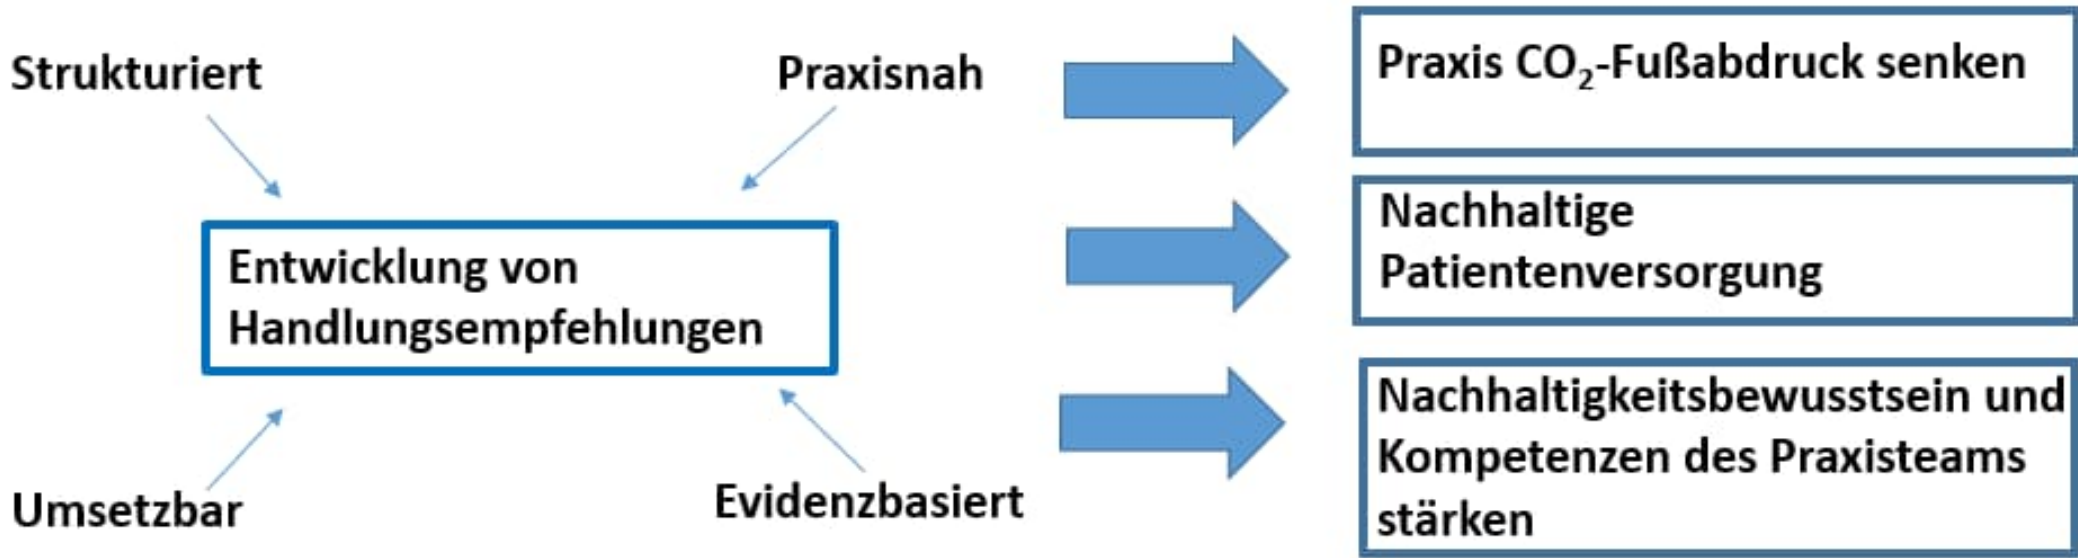 Strukturiert
Praxisnah
Entwicklung von
Handlungsempfehlungen
Umsetzbar
Evidenzbasiert
Praxis CO₂-Fußabdruck senken
Nachhaltige
Patientenversorgung
Nachhaltigkeitsbewusstsein und
Kompetenzen des Praxisteams
stärken